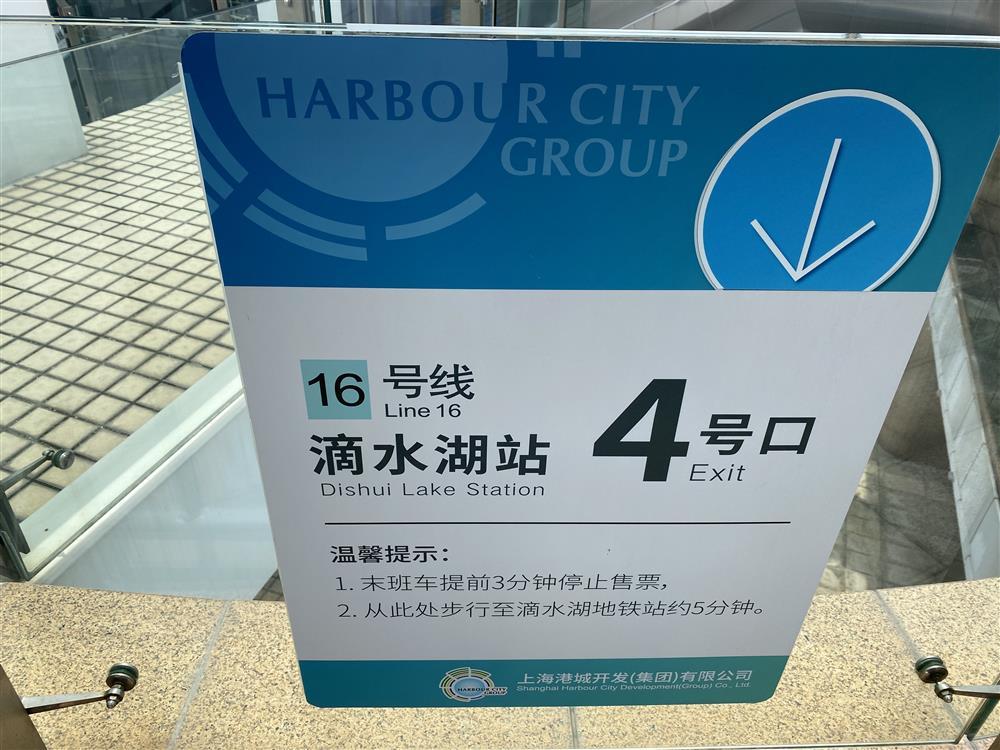 HARBOUR CITY
GROUP
16 号线
Line 16
滴水湖站
Dishui Lake Station
4 号口
Exit
温馨提示：
1. 末班车提前3分钟停止售票，
2. 从此处步行至滴水湖地铁站约5分钟。
HARBOUR CITY
GROUP
上海港城开发(集团)有限公司
Shanghai Harbour City Development(Group) Co., Ltd.